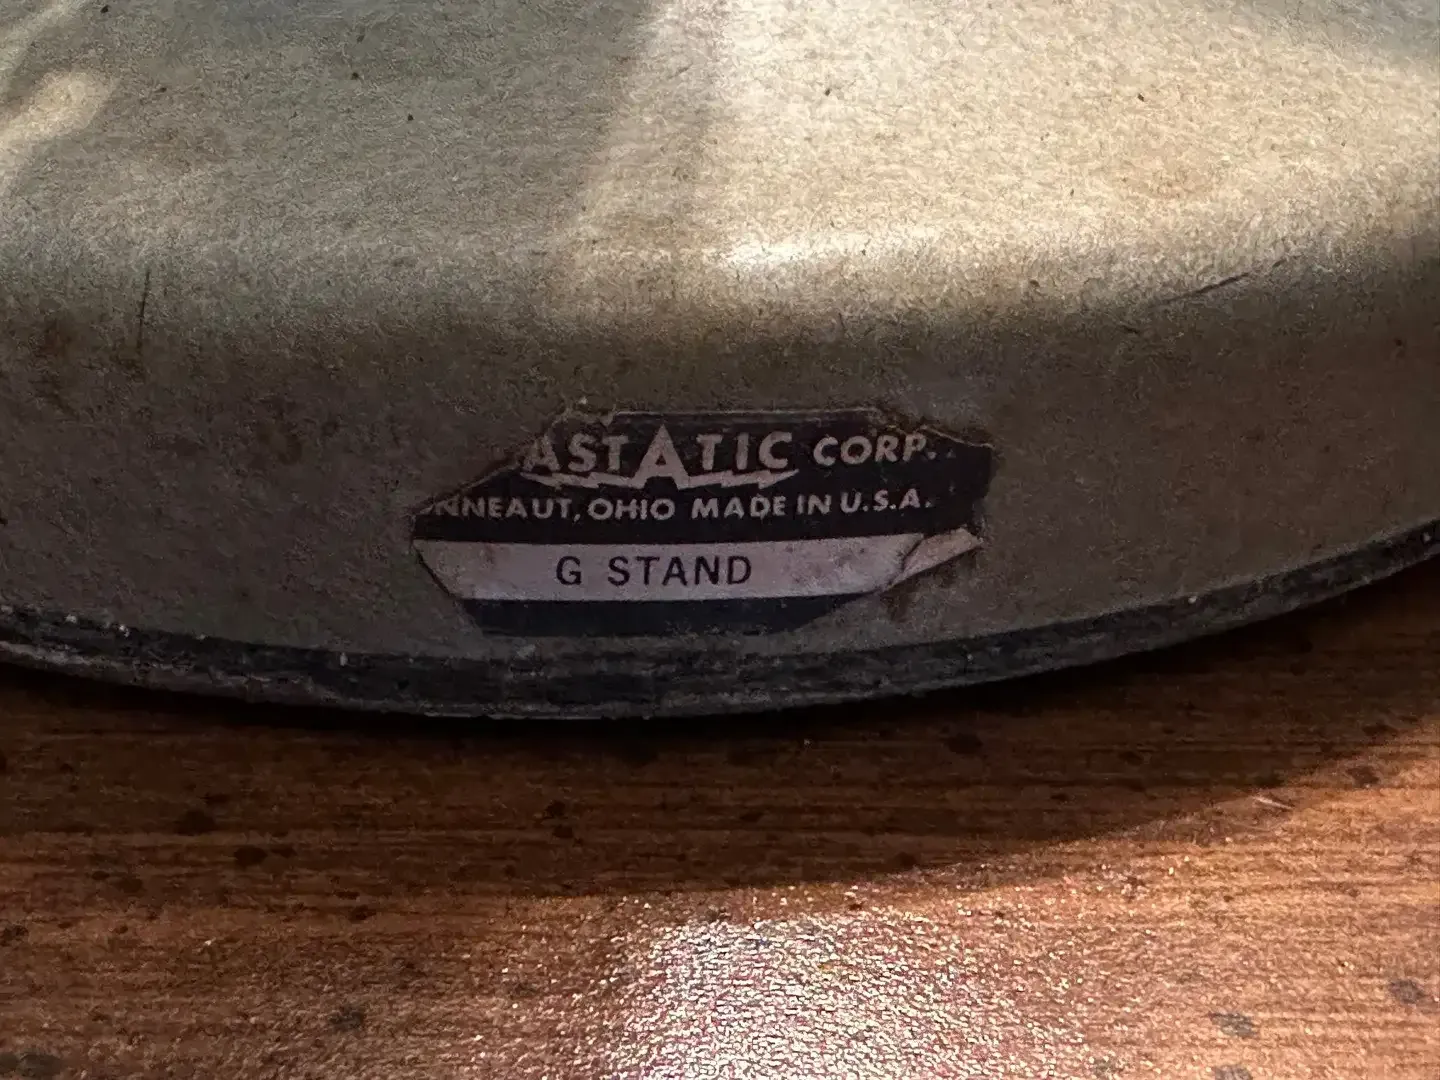 ASTATIC CORP.
NNEAUT, OHIO MADE IN U.S.A.
G STAND